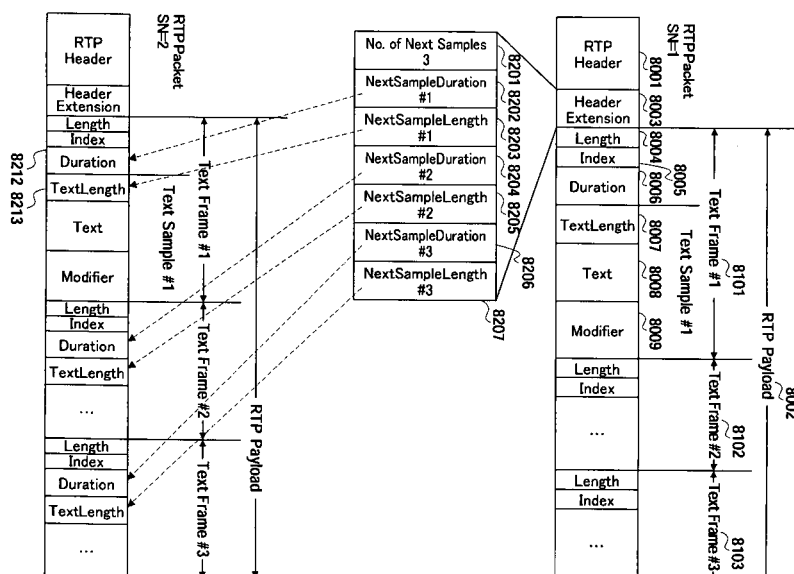 RTP Packet
SN=2
RTP
Header
Header
Extension
Length
Index
Duration
TextLength
Text
Modifier
Length
Index
Duration
TextLength
...
Length
Index
Duration
TextLength
...
8212
8213
Text Frame #1
Text Sample #1
Text Frame #2
Text Frame #3
RTP Payload
No. of Next Samples
3
NextSampleDuration
#1
NextSampleLength
#1
NextSampleDuration
#2
NextSampleLength
#2
NextSampleDuration
#3
NextSampleLength
#3
8201
8202
8203
8204
8205
8206
8207
RTP Packet
SN=1
RTP
Header
Header
Extension
Length
Index
Duration
TextLength
Text
Modifier
Length
Index
...
Length
Index
...
8001
8003
8004
8005
8006
8007
8008
8009
Text Frame #1
Text Sample #1
8101
Text Frame #2
8102
Text Frame #3
8103
RTP Payload
8002